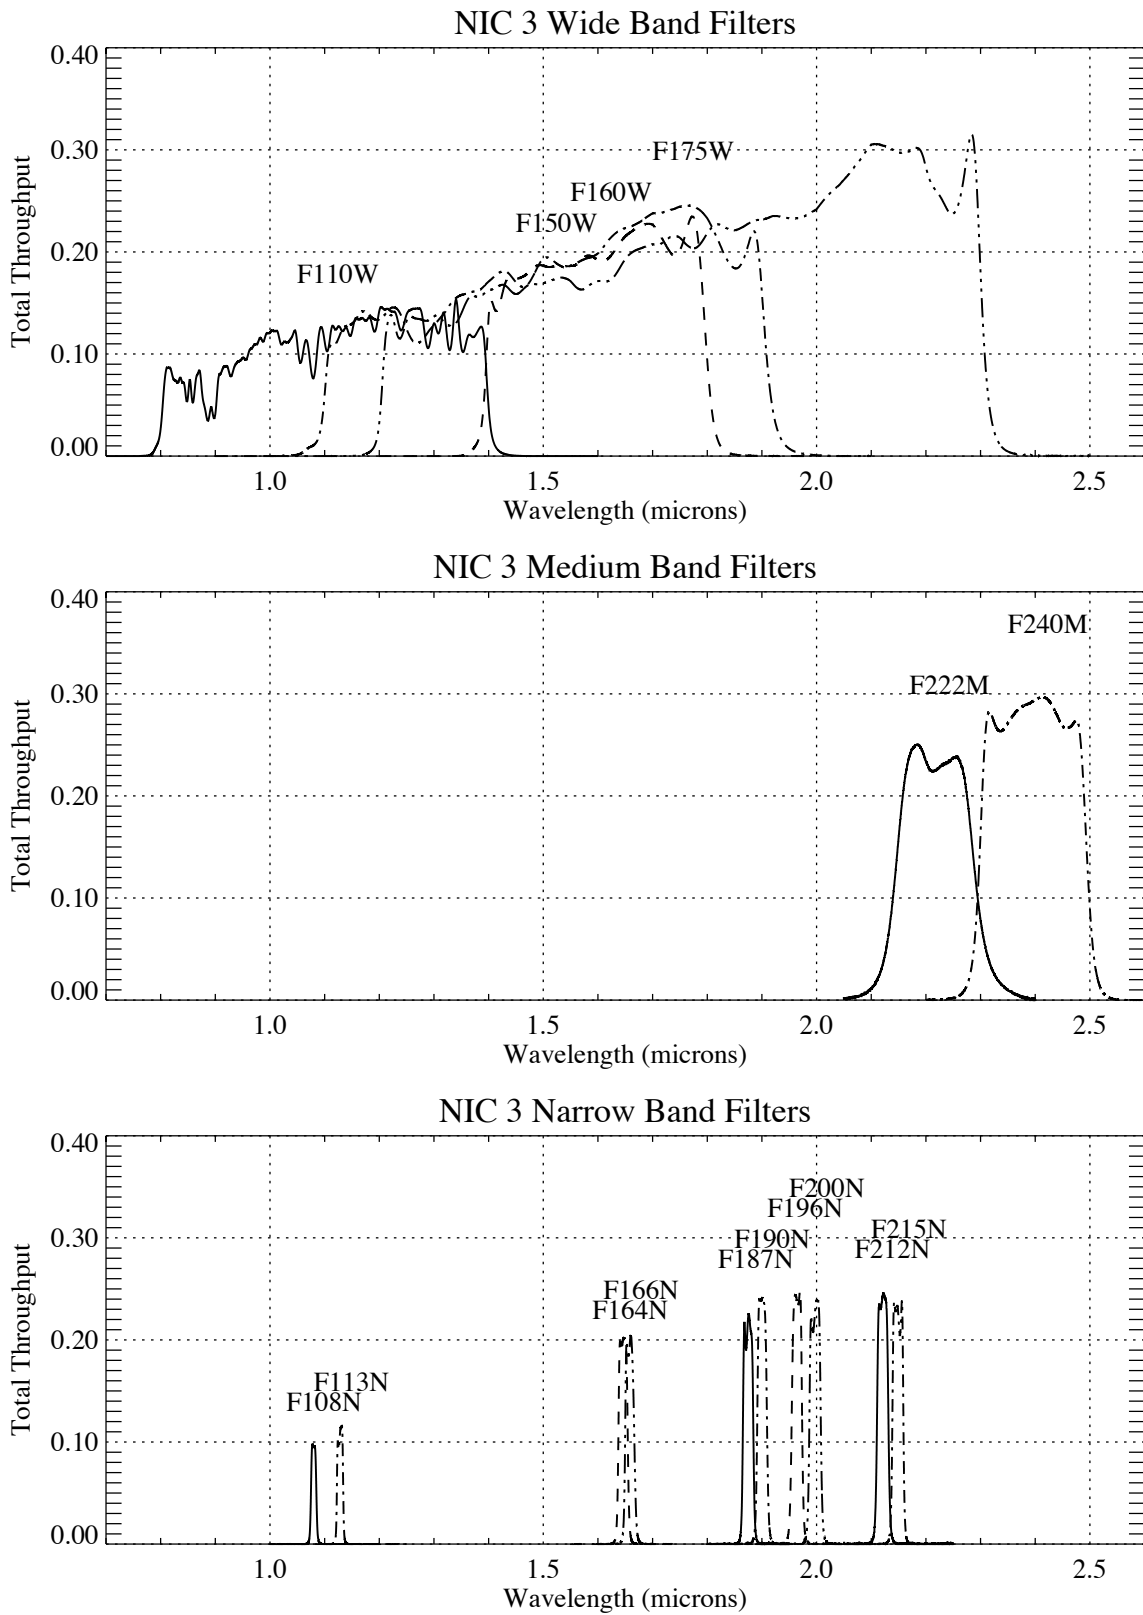 NIC 3 Wide Band Filters
0.40
0.30
0.20
0.10
0.00
Total Throughput
F175W
F160W
F150W
F110W
1.0 1.5 2.0 2.5
Wavelength (microns)
NIC 3 Medium Band Filters
0.40
0.30
0.20
0.10
0.00
Total Throughput
F240M
F222M
1.0 1.5 2.0 2.5
Wavelength (microns)
NIC 3 Narrow Band Filters
0.40
0.30
0.20
0.10
0.00
Total Throughput
F200N
F196N
F215N
F190N
F212N
F187N
F166N
F164N
F113N
F108N
1.0 1.5 2.0 2.5
Wavelength (microns)